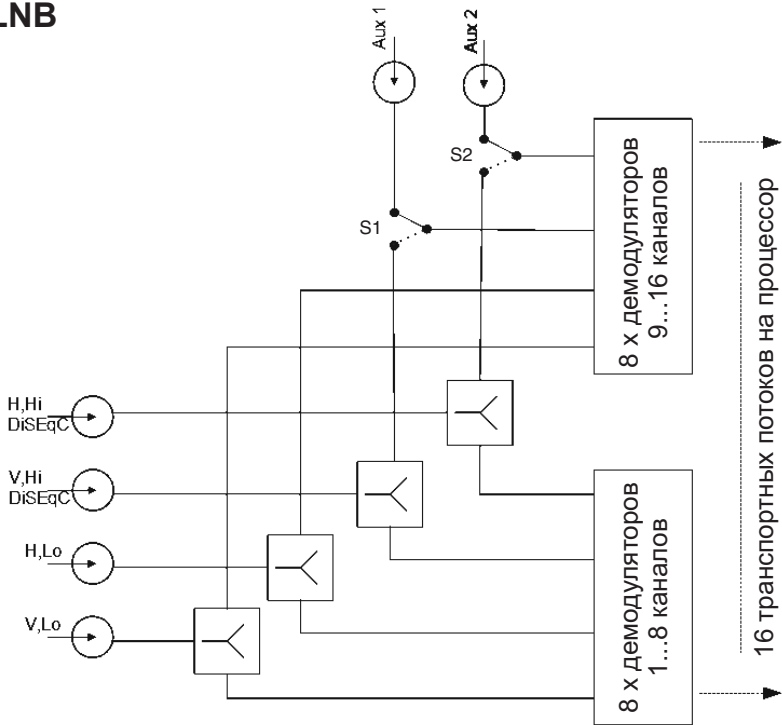 LNB
Aux 1
Aux 2
S2
S1
8 x демодуляторов
9...16 каналов
H,Hi
DiSEqC
V,Hi
DiSEqC
H,Lo
V,Lo
8 x демодуляторов
1...8 каналов
16 транспортных потоков на процессор